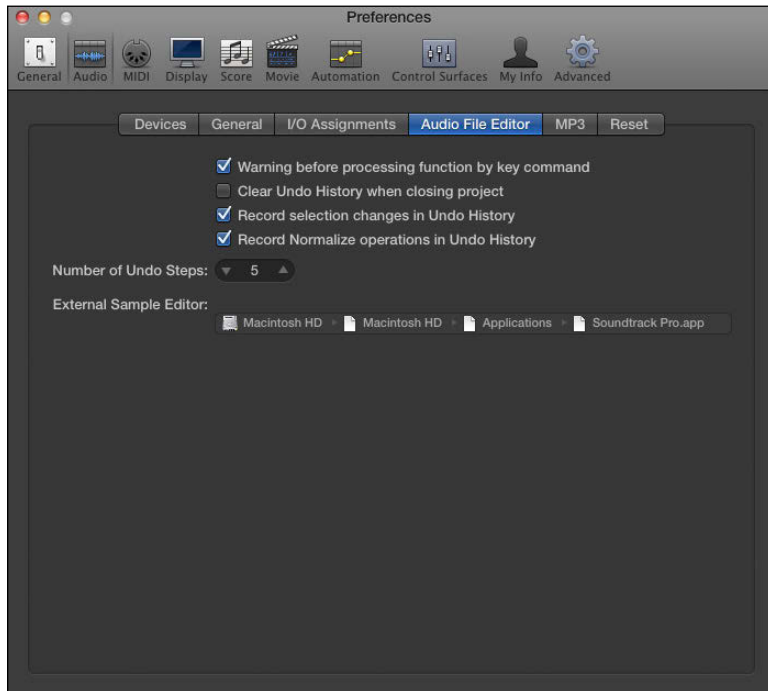 Preferences
General Audio MIDI Display Score Movie Automation Control Surfaces My Info Advanced
Devices General I/O Assignments Audio File Editor MP3 Reset
Warning before processing function by key command
Clear Undo History when closing project
Record selection changes in Undo History
Record Normalize operations in Undo History
Number of Undo Steps: 5
External Sample Editor:
Macintosh HD Macintosh HD Applications Soundtrack Pro.app